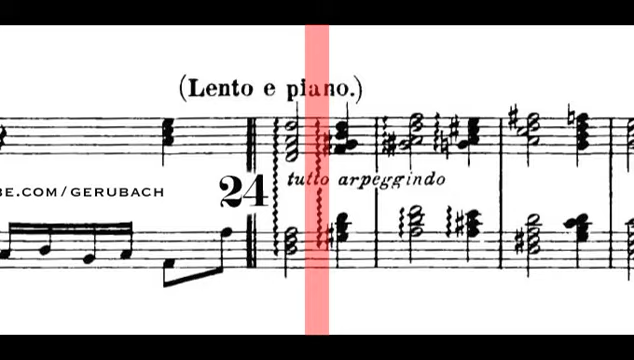 (Lento e piano.)
tutto arpeggindo
BE.COM/GERUBACH
24